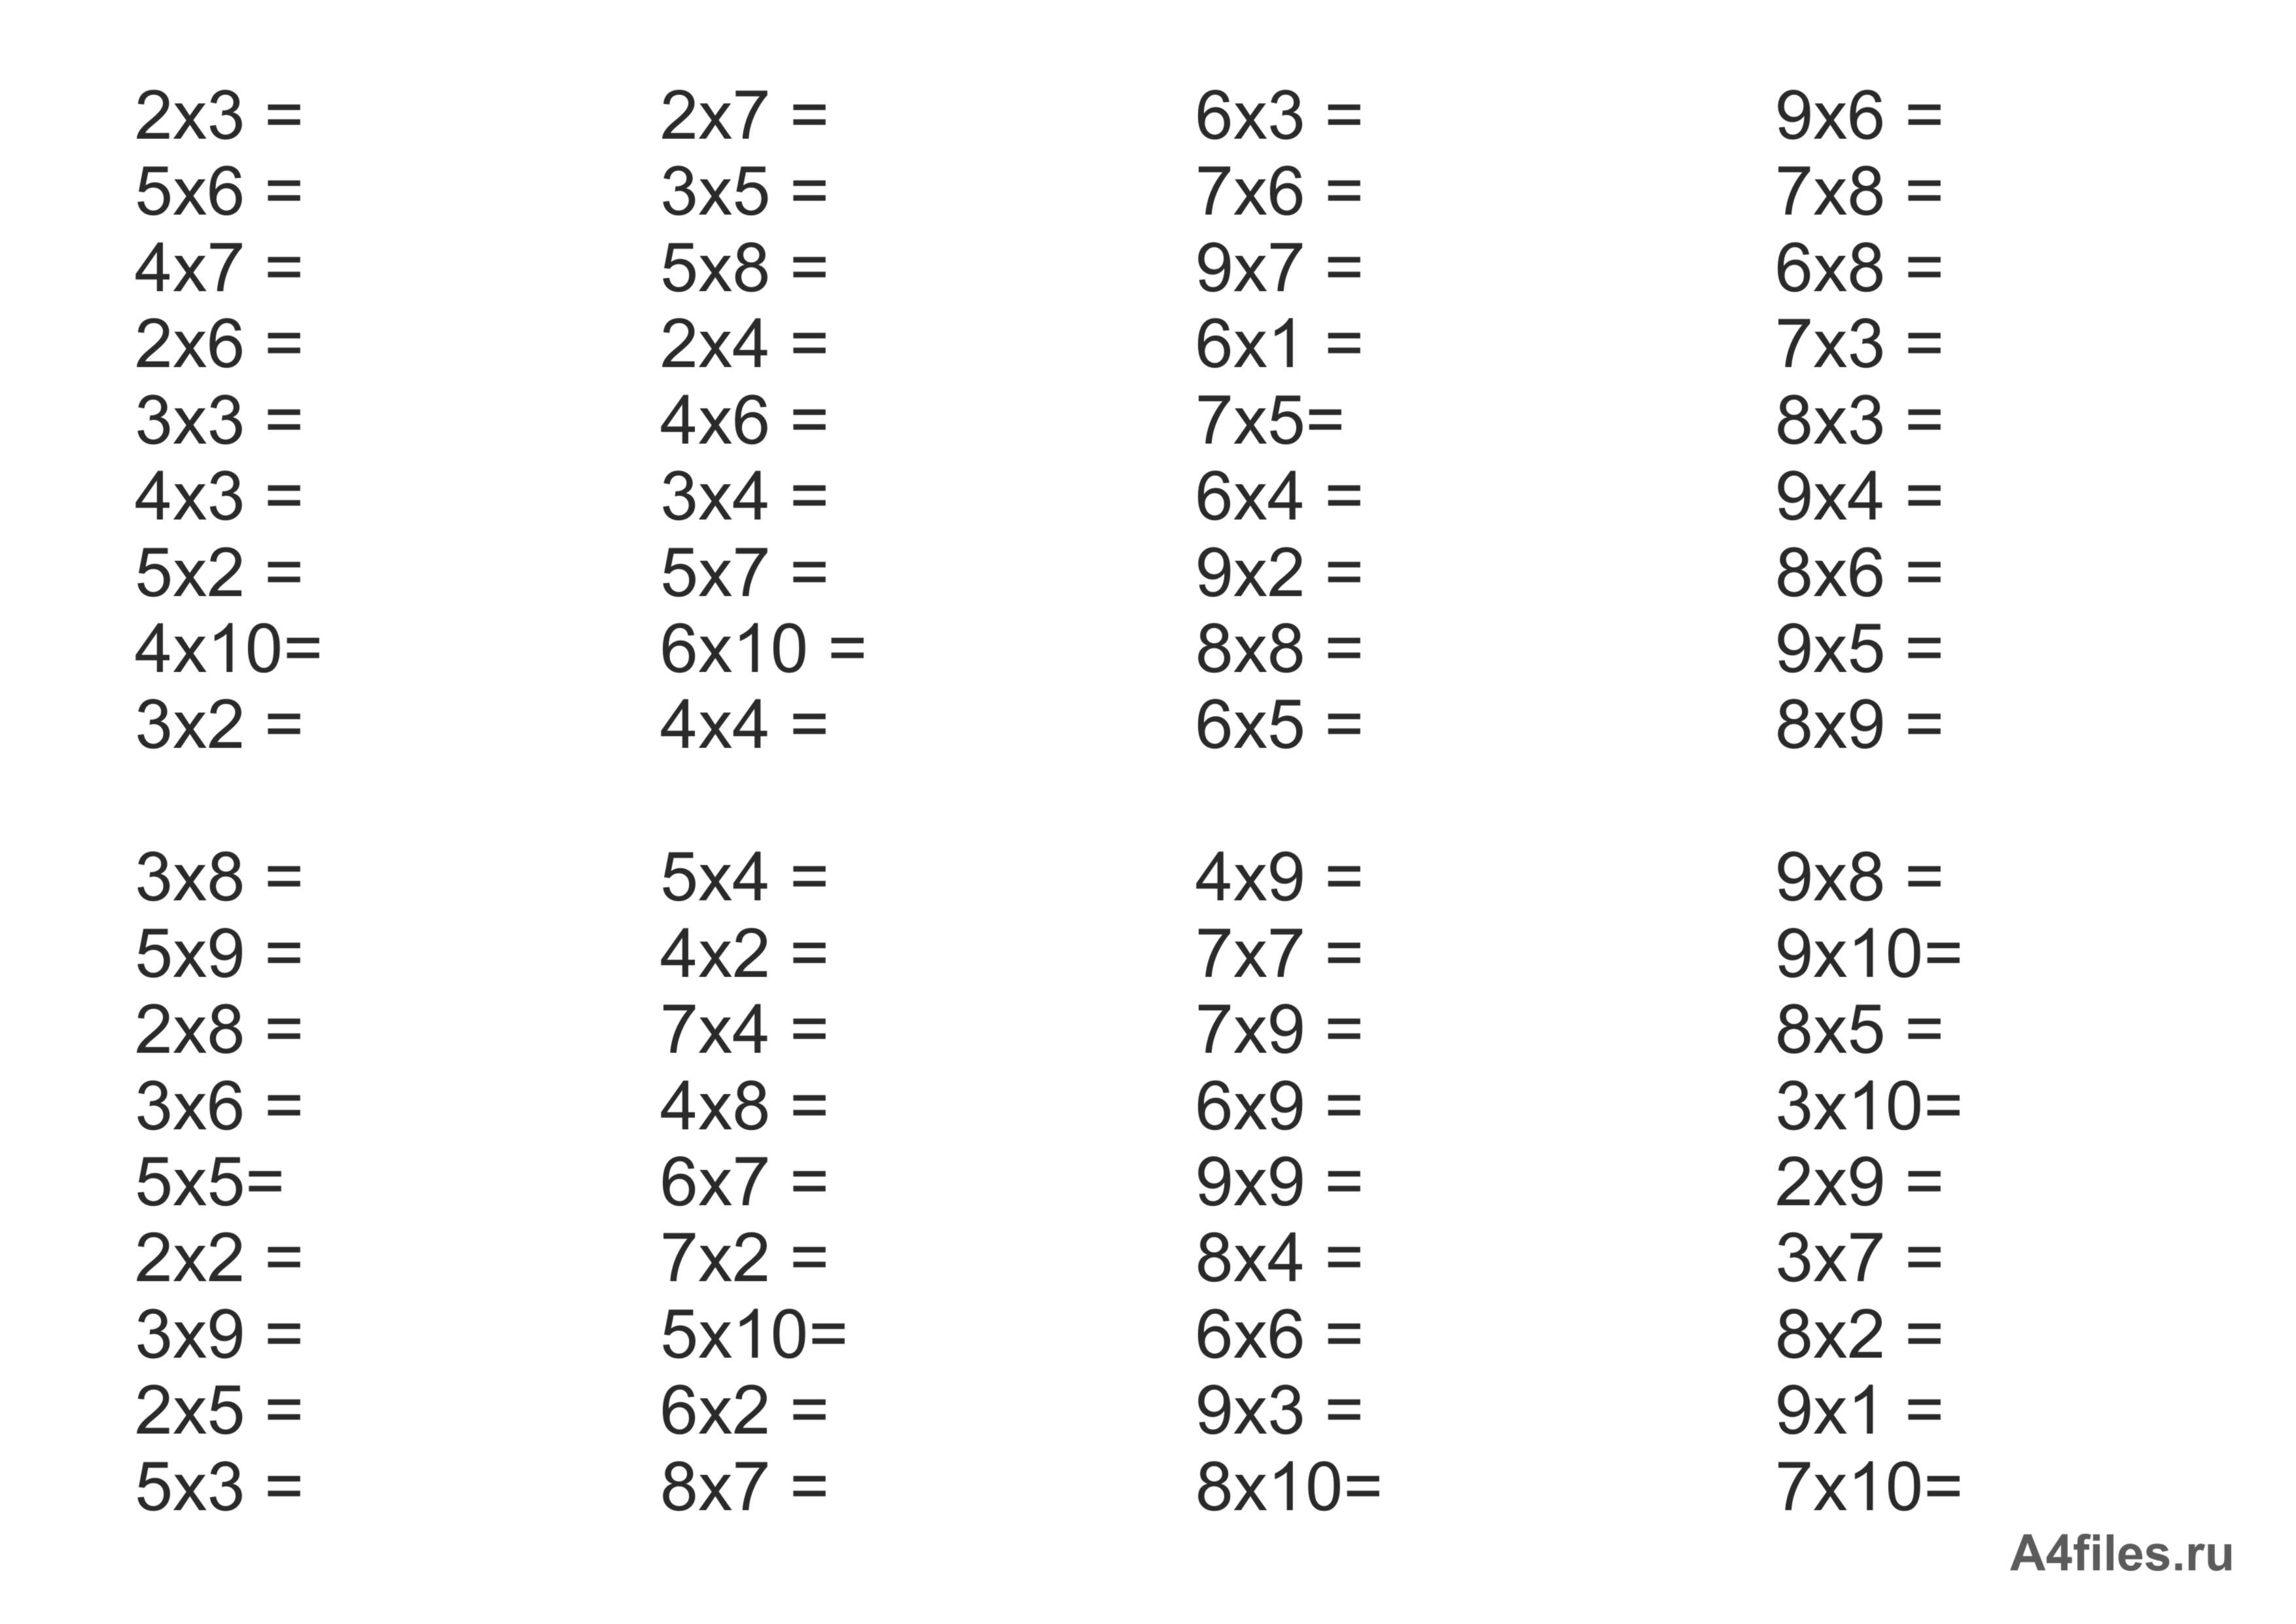 2x3 = 2x7 = 6x3 = 9x6 =
5x6 = 3x5 = 7x6 = 7x8 =
4x7 = 5x8 = 9x7 = 6x8 =
2x6 = 2x4 = 6x1 = 7x3 =
3x3 = 4x6 = 7x5= 8x3 =
4x3 = 3x4 = 6x4 = 9x4 =
5x2 = 5x7 = 9x2 = 8x6 =
4x10= 6x10 = 8x8 = 9x5 =
3x2 = 4x4 = 6x5 = 8x9 =
3x8 = 5x4 = 4x9 = 9x8 =
5x9 = 4x2 = 7x7 = 9x10=
2x8 = 7x4 = 7x9 = 8x5 =
3x6 = 4x8 = 6x9 = 3x10=
5x5= 6x7 = 9x9 = 2x9 =
2x2 = 7x2 = 8x4 = 3x7 =
3x9 = 5x10= 6x6 = 8x2 =
2x5 = 6x2 = 9x3 = 9x1 =
5x3 = 8x7 = 8x10= 7x10=
A4files.ru